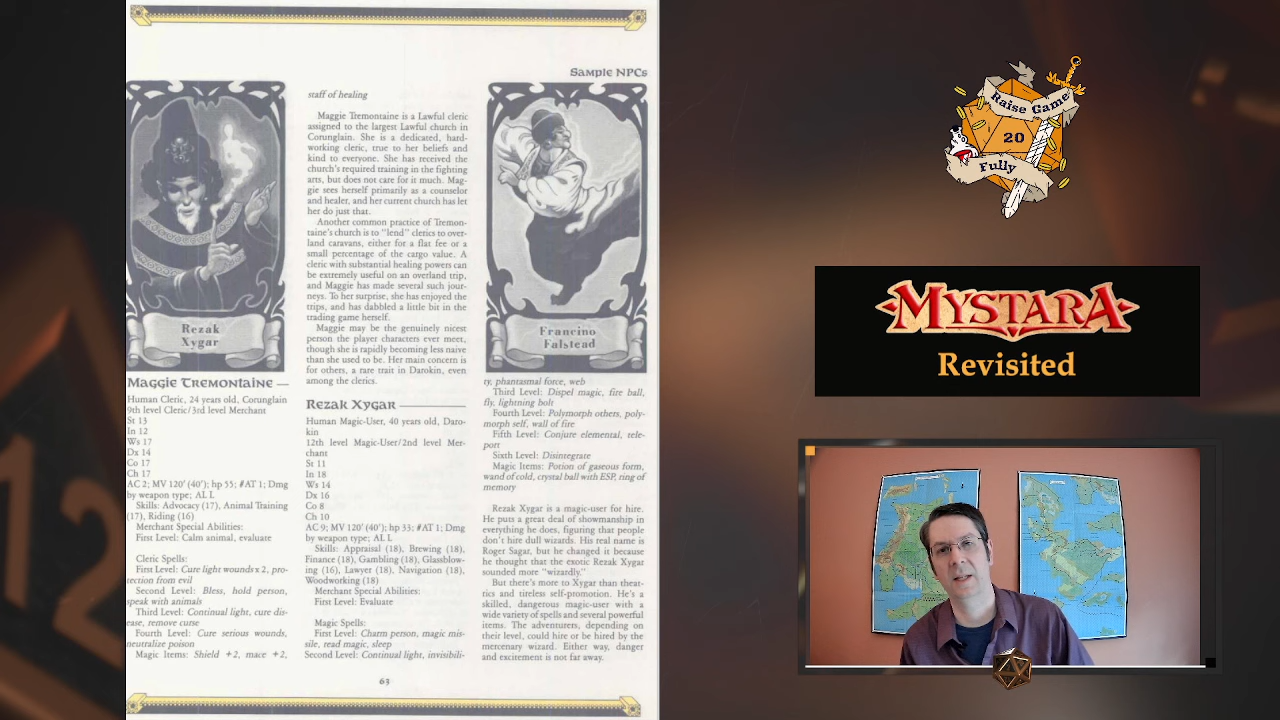 Sample NPCs
Rezak
Xygar
Maggie Tremontaine
Human Cleric, 24 years old, Corunglain
9th level Cleric/3rd level Merchant
St 13
In 12
Ws 17
Dx 14
Co 17
Ch 17
AC 2; MV 120' (40'); hp 55; #AT 1; Dmg
by weapon type; AL L
Skills: Advocacy (17), Animal Training
(17), Riding (16)
Merchant Special Abilities:
First Level: Calm animal, evaluate
Cleric Spells:
First Level: Cure light wounds x 2, pro-
tection from evil
Second Level: Bless, hold person,
speak with animals
Third Level: Continual light, cure dis-
ease, remove curse
Fourth Level: Cure serious wounds,
neutralize poison
Magic Items: Shield +2, mace +2,
staff of healing
Maggie Tremontaine is a Lawful cleric
assigned to the largest Lawful church in
Corunglain. She is a dedicated, hard-
working cleric, true to her beliefs and
kind to everyone. She has received the
church's required training in the fighting
arts, but does not care for it much. Mag-
gie sees herself primarily as a counselor
and healer, and her current church has let
her do just that.
Another common practice of Tremon-
taine's church is to "lend" clerics to over-
land caravans, either for a flat fee or a
small percentage of the cargo value. A
cleric with substantial healing powers can
be extremely useful on an overland trip,
and Maggie has made several such jour-
neys. To her surprise, she has enjoyed the
trips, and has dabbled a little bit in the
trading game herself.
Maggie may be the genuinely nicest
person the player characters ever meet,
though she is rapidly becoming less naive
than she used to be. Her main concern is
for others, a rare trait in Darokin, even
among the clerics.
Rezak Xygar
Human Magic-User, 40 years old, Daro-
kin
12th level Magic-User/2nd level Mer-
chant
St 11
In 18
Ws 14
Dx 16
Co 8
Ch 10
AC 9; MV 120' (40'); hp 33; #AT 1; Dmg
by weapon type; AL L
Skills: Appraisal (18), Brewing (18),
Finance (18), Gambling (18), Glassblow-
ing (16), Lawyer (18), Navigation (18),
Woodworking (18)
Merchant Special Abilities:
First Level: Evaluate
Magic Spells:
First Level: Charm person, magic mis-
sile, read magic, sleep
Second Level: Continual light, invisibili-
Francino
Falstead
ty, phantasmal force, web
Third Level: Dispel magic, fire ball,
fly, lightning bolt
Fourth Level: Polymorph others, poly-
morph self, wall of fire
Fifth Level: Conjure elemental, tele-
port
Sixth Level: Disintegrate
Magic Items: Potion of gaseous form,
wand of cold, crystal ball with ESP, ring of
memory
Rezak Xygar is a magic-user for hire.
He puts a great deal of showmanship in
everything he does, figuring that people
don't hire dull wizards. His real name is
Roger Sagar, but he changed it because
he thought that the exotic Rezak Xygar
sounded more "wizardly."
But there's more to Xygar than theat-
rics and tireless self-promotion. He's a
skilled, dangerous magic-user with a
wide variety of spells and several powerful
items. The adventurers, depending on
their level, could hire or be hired by the
mercenary wizard. Either way, danger
and excitement is not far away.
63
Raise Game
20
Fully
MYSTARA
Revisited
12